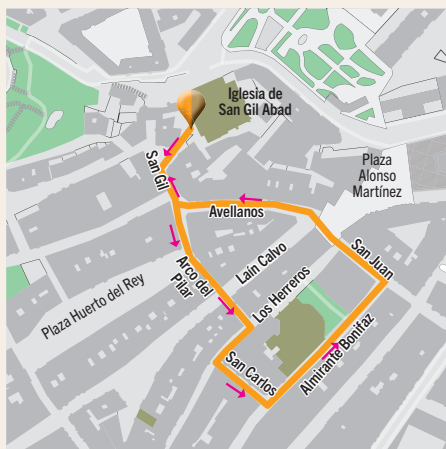 Iglesia de
San Gil Abad
Plaza
Alonso
Martínez
San Gil
Avellanos
San Juan
Laín Calvo
Arco del
Pilar
Los Herreros
Plaza Huerto del Rey
San Carlos
Almirante Bonifaz